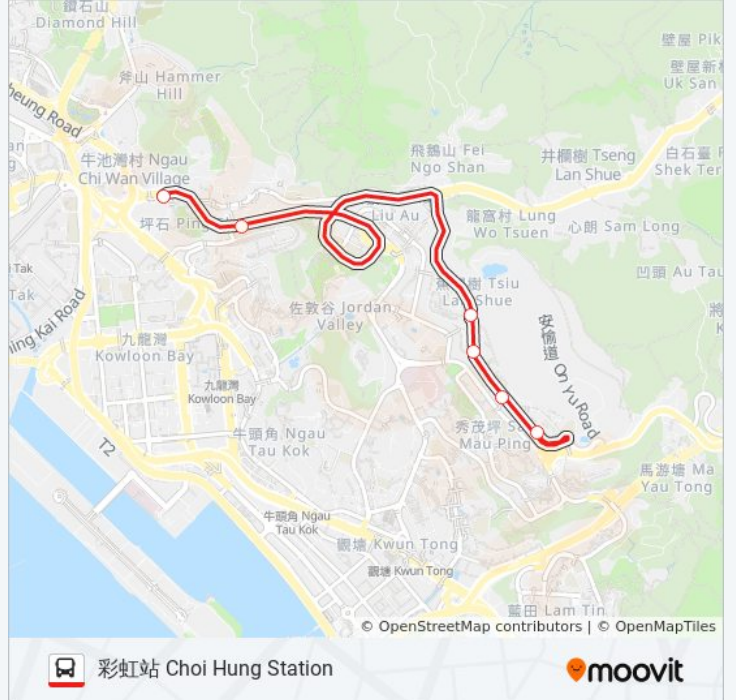 鑽石山
Diamond Hill
斧山 Hammer
Hill
壁屋 Pik
壁屋新
Uk San
heung Road
牛池灣村 Ngau
Chi Wan Village
飛鵝山 Fei
Ngo Shan
井欄樹 Tseng
Lan Shue
白石臺
Shek Ter
坪石 Ping
Liu Au
龍窩村 Lung
Wo Tsuen
心朗 Sam Long
Tak
Tak
凹頭 Au Tau
樹 Tsiu
Lan Shue
佐敦谷 Jordan
Valley
將
K
ing Kai Road
九龍灣
Kowloon Bay
安愉道 On Yu Road
九龍灣
Kowloon Bay
牛頭角 Ngau
Tau Kok
秀茂坪 S
Mau Ping
T2
馬游塘 Ma
Yau Tong
牛頭角 Ngau
Tau Kok
觀塘 Kwun Tong
觀塘 Kwun Tong
藍田 Lam Tin
© OpenStreetMap contributors | © OpenMapTiles
彩虹站 Choi Hung Station
moovit